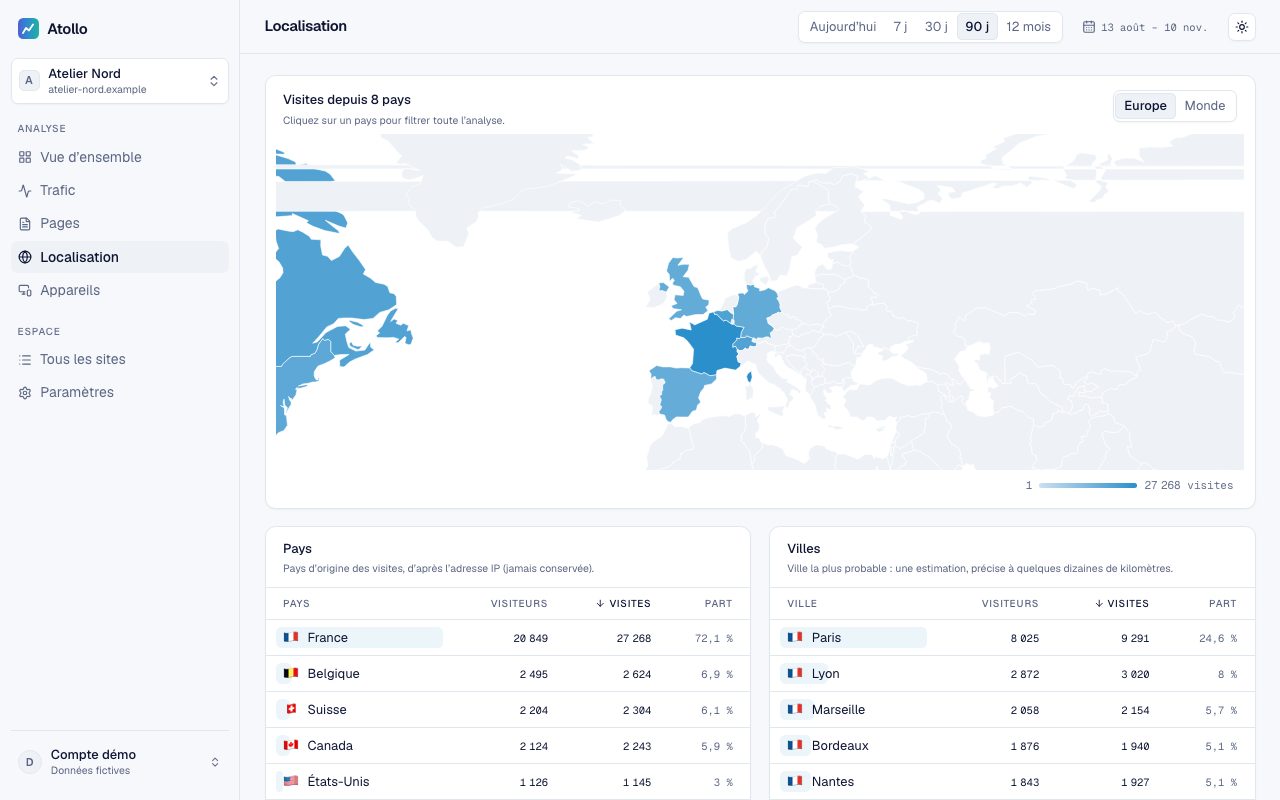 Atollo
A
Atelier Nord
atelier-nord.example
ANALYSE
Vue d'ensemble
Trafic
Pages
Localisation
Appareils
ESPACE
Tous les sites
Paramètres
D
Compte démo
Données fictives
Localisation
Aujourd'hui 7 j 30 j 90 j 12 mois
13 août – 10 nov.
Visites depuis 8 pays
Cliquez sur un pays pour filtrer toute l'analyse.
Europe Monde
1 27 268 visites
Pays
Pays d'origine des visites, d'après l'adresse IP (jamais conservée).
PAYS VISITEURS ↓ VISITES PART
France 20 849 27 268 72,1 %
Belgique 2 495 2 624 6,9 %
Suisse 2 204 2 304 6,1 %
Canada 2 124 2 243 5,9 %
États-Unis 1 126 1 145 3 %
Villes
Ville la plus probable : une estimation, précise à quelques dizaines de kilomètres.
VILLE VISITEURS ↓ VISITES PART
Paris 8 025 9 291 24,6 %
Lyon 2 872 3 020 8 %
Marseille 2 058 2 154 5,7 %
Bordeaux 1 876 1 940 5,1 %
Nantes 1 843 1 927 5,1 %